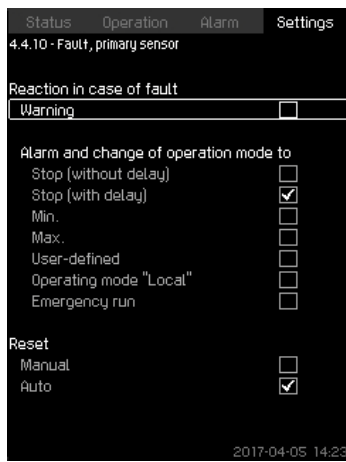 Status Operation Alarm Settings
4.4.10 - Fault, primary sensor
Reaction in case of fault
Warning
Alarm and change of operation mode to
Stop (without delay)
Stop (with delay)
Min.
Max.
User-defined
Operating mode "Local"
Emergency run
Reset
Manual
Auto
2017-04-05 14:23